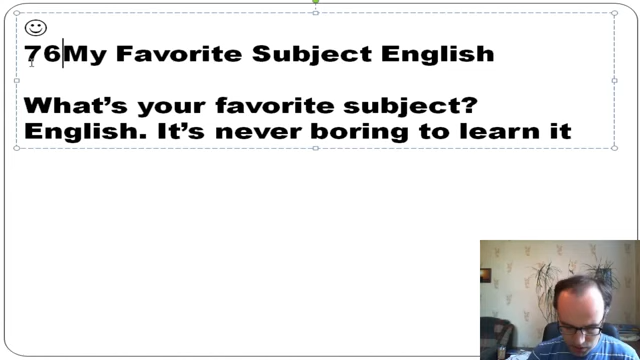 76My Favorite Subject English
What's your favorite subject?
English. It's never boring to learn it